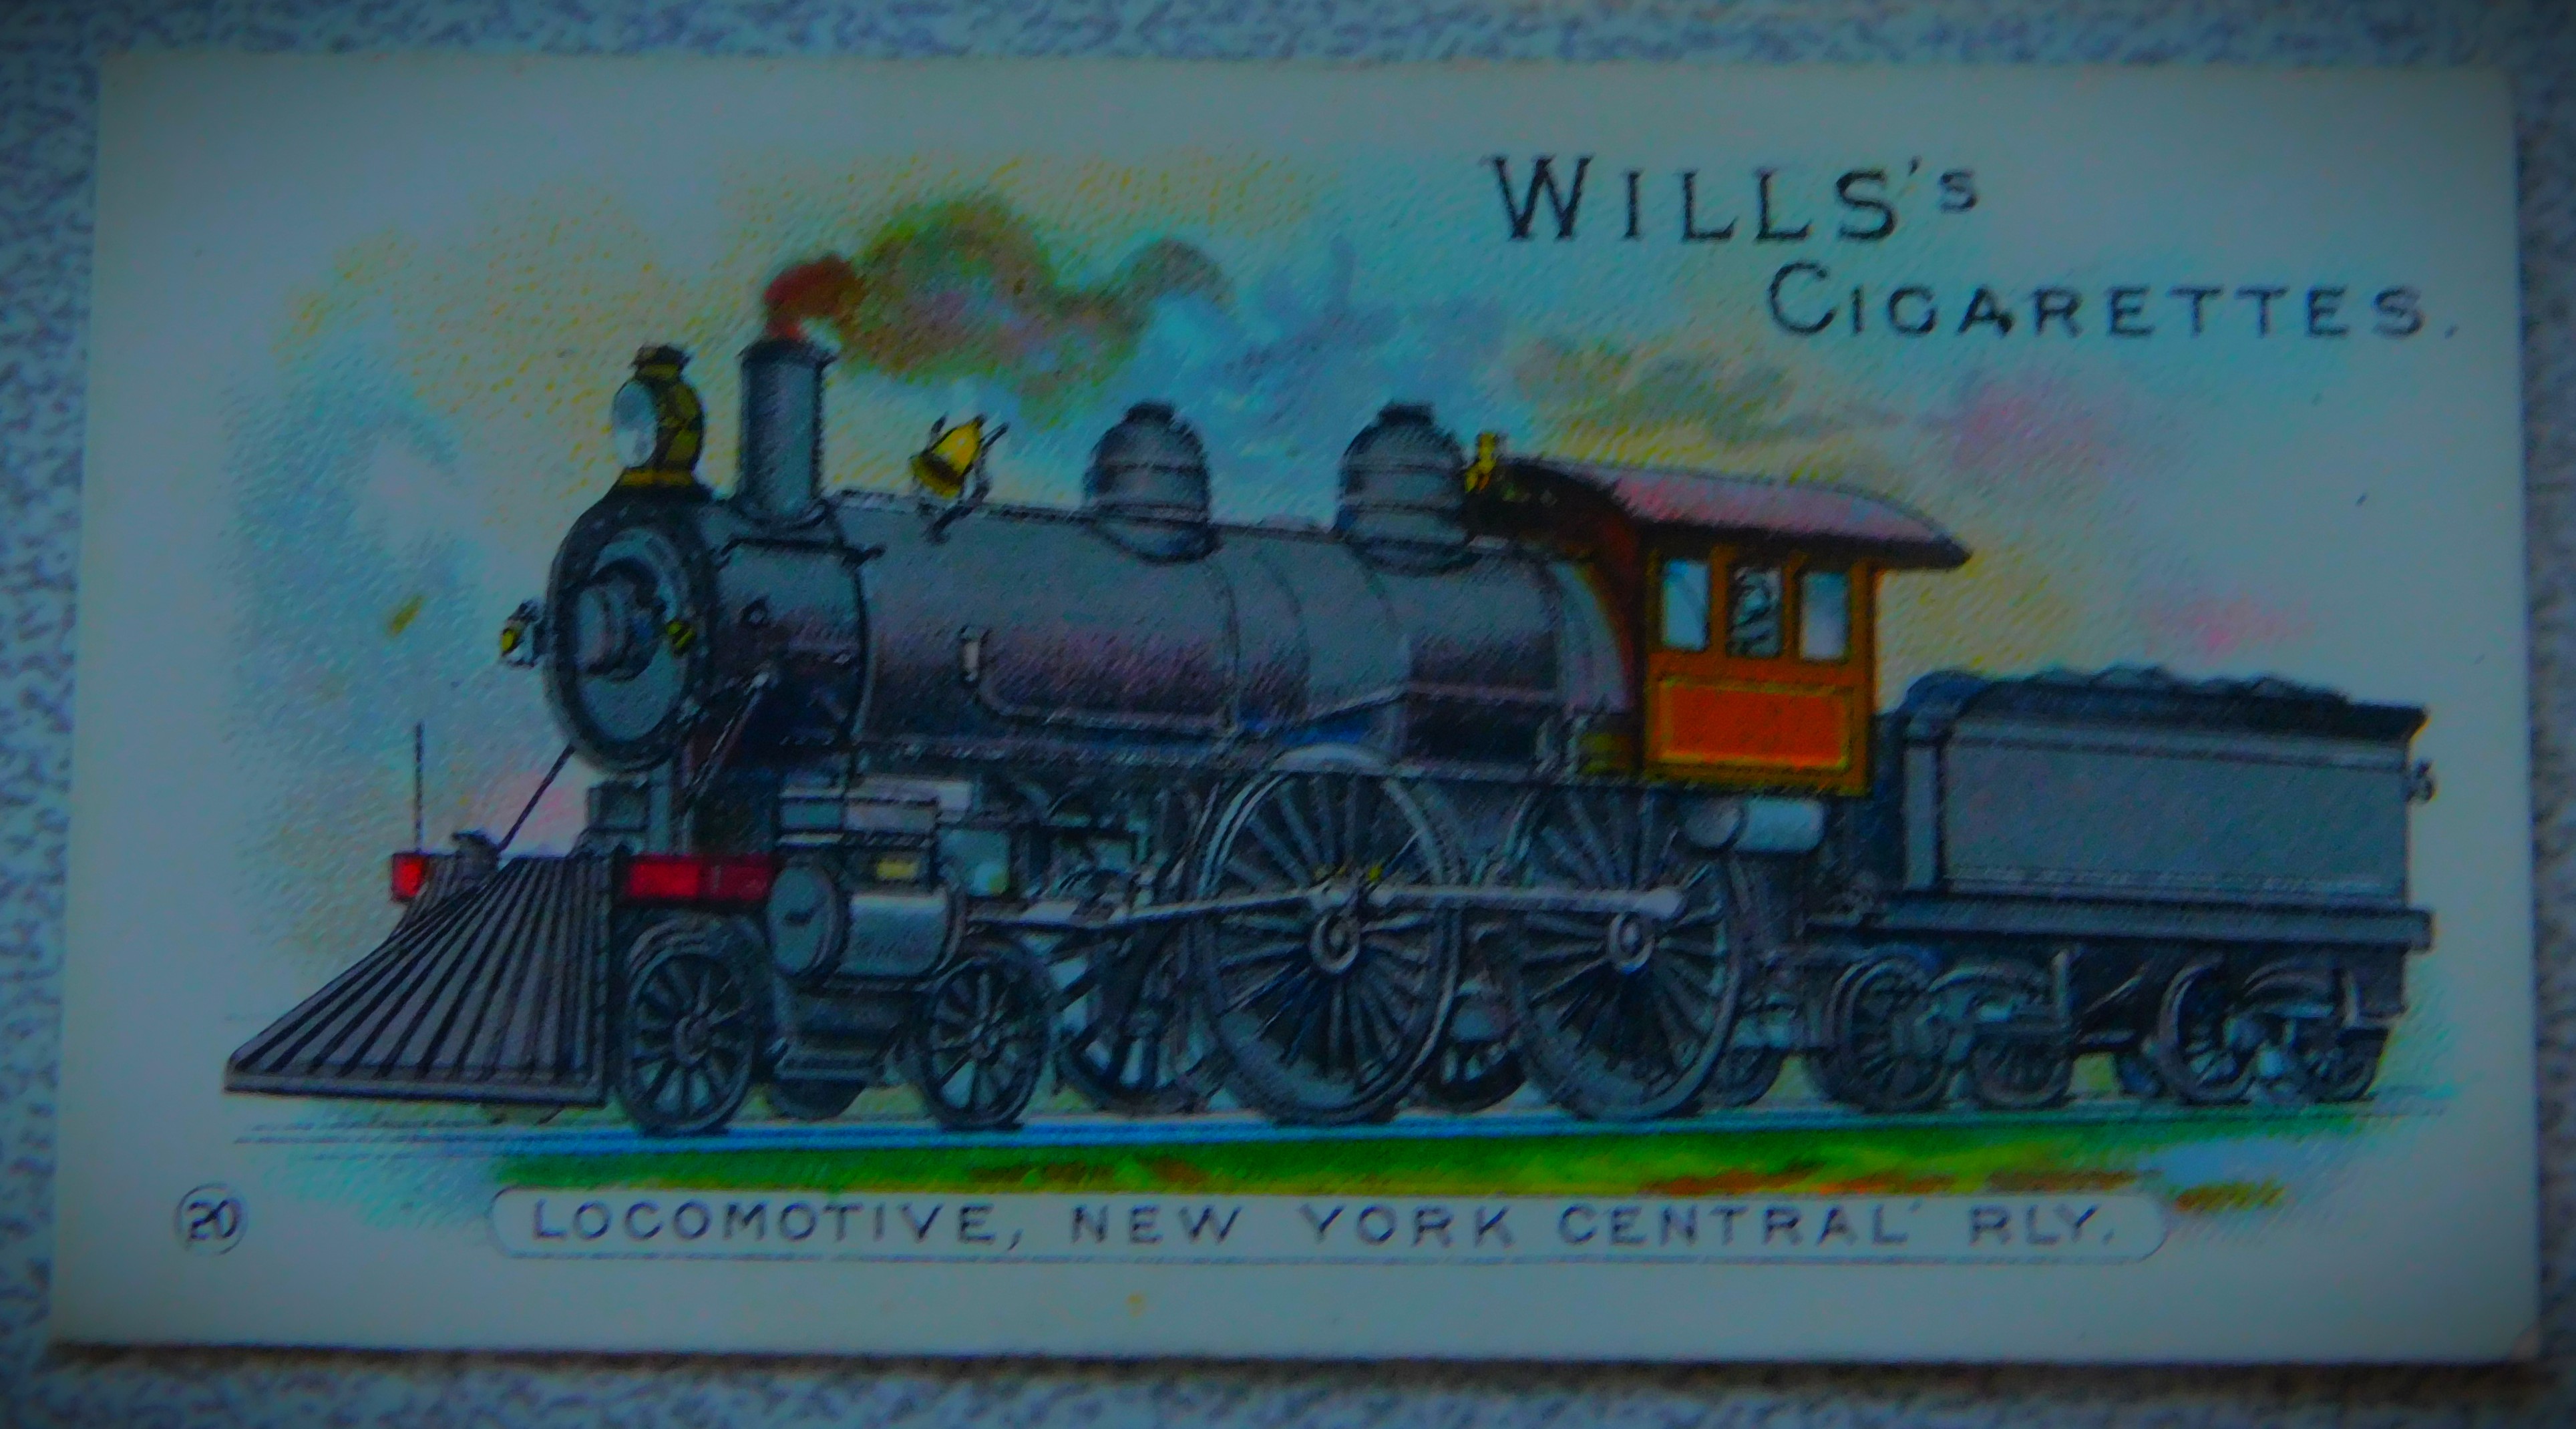 WILLS's
CIGARETTES.
20
LOCOMOTIVE, NEW YORK CENTRAL RLY.